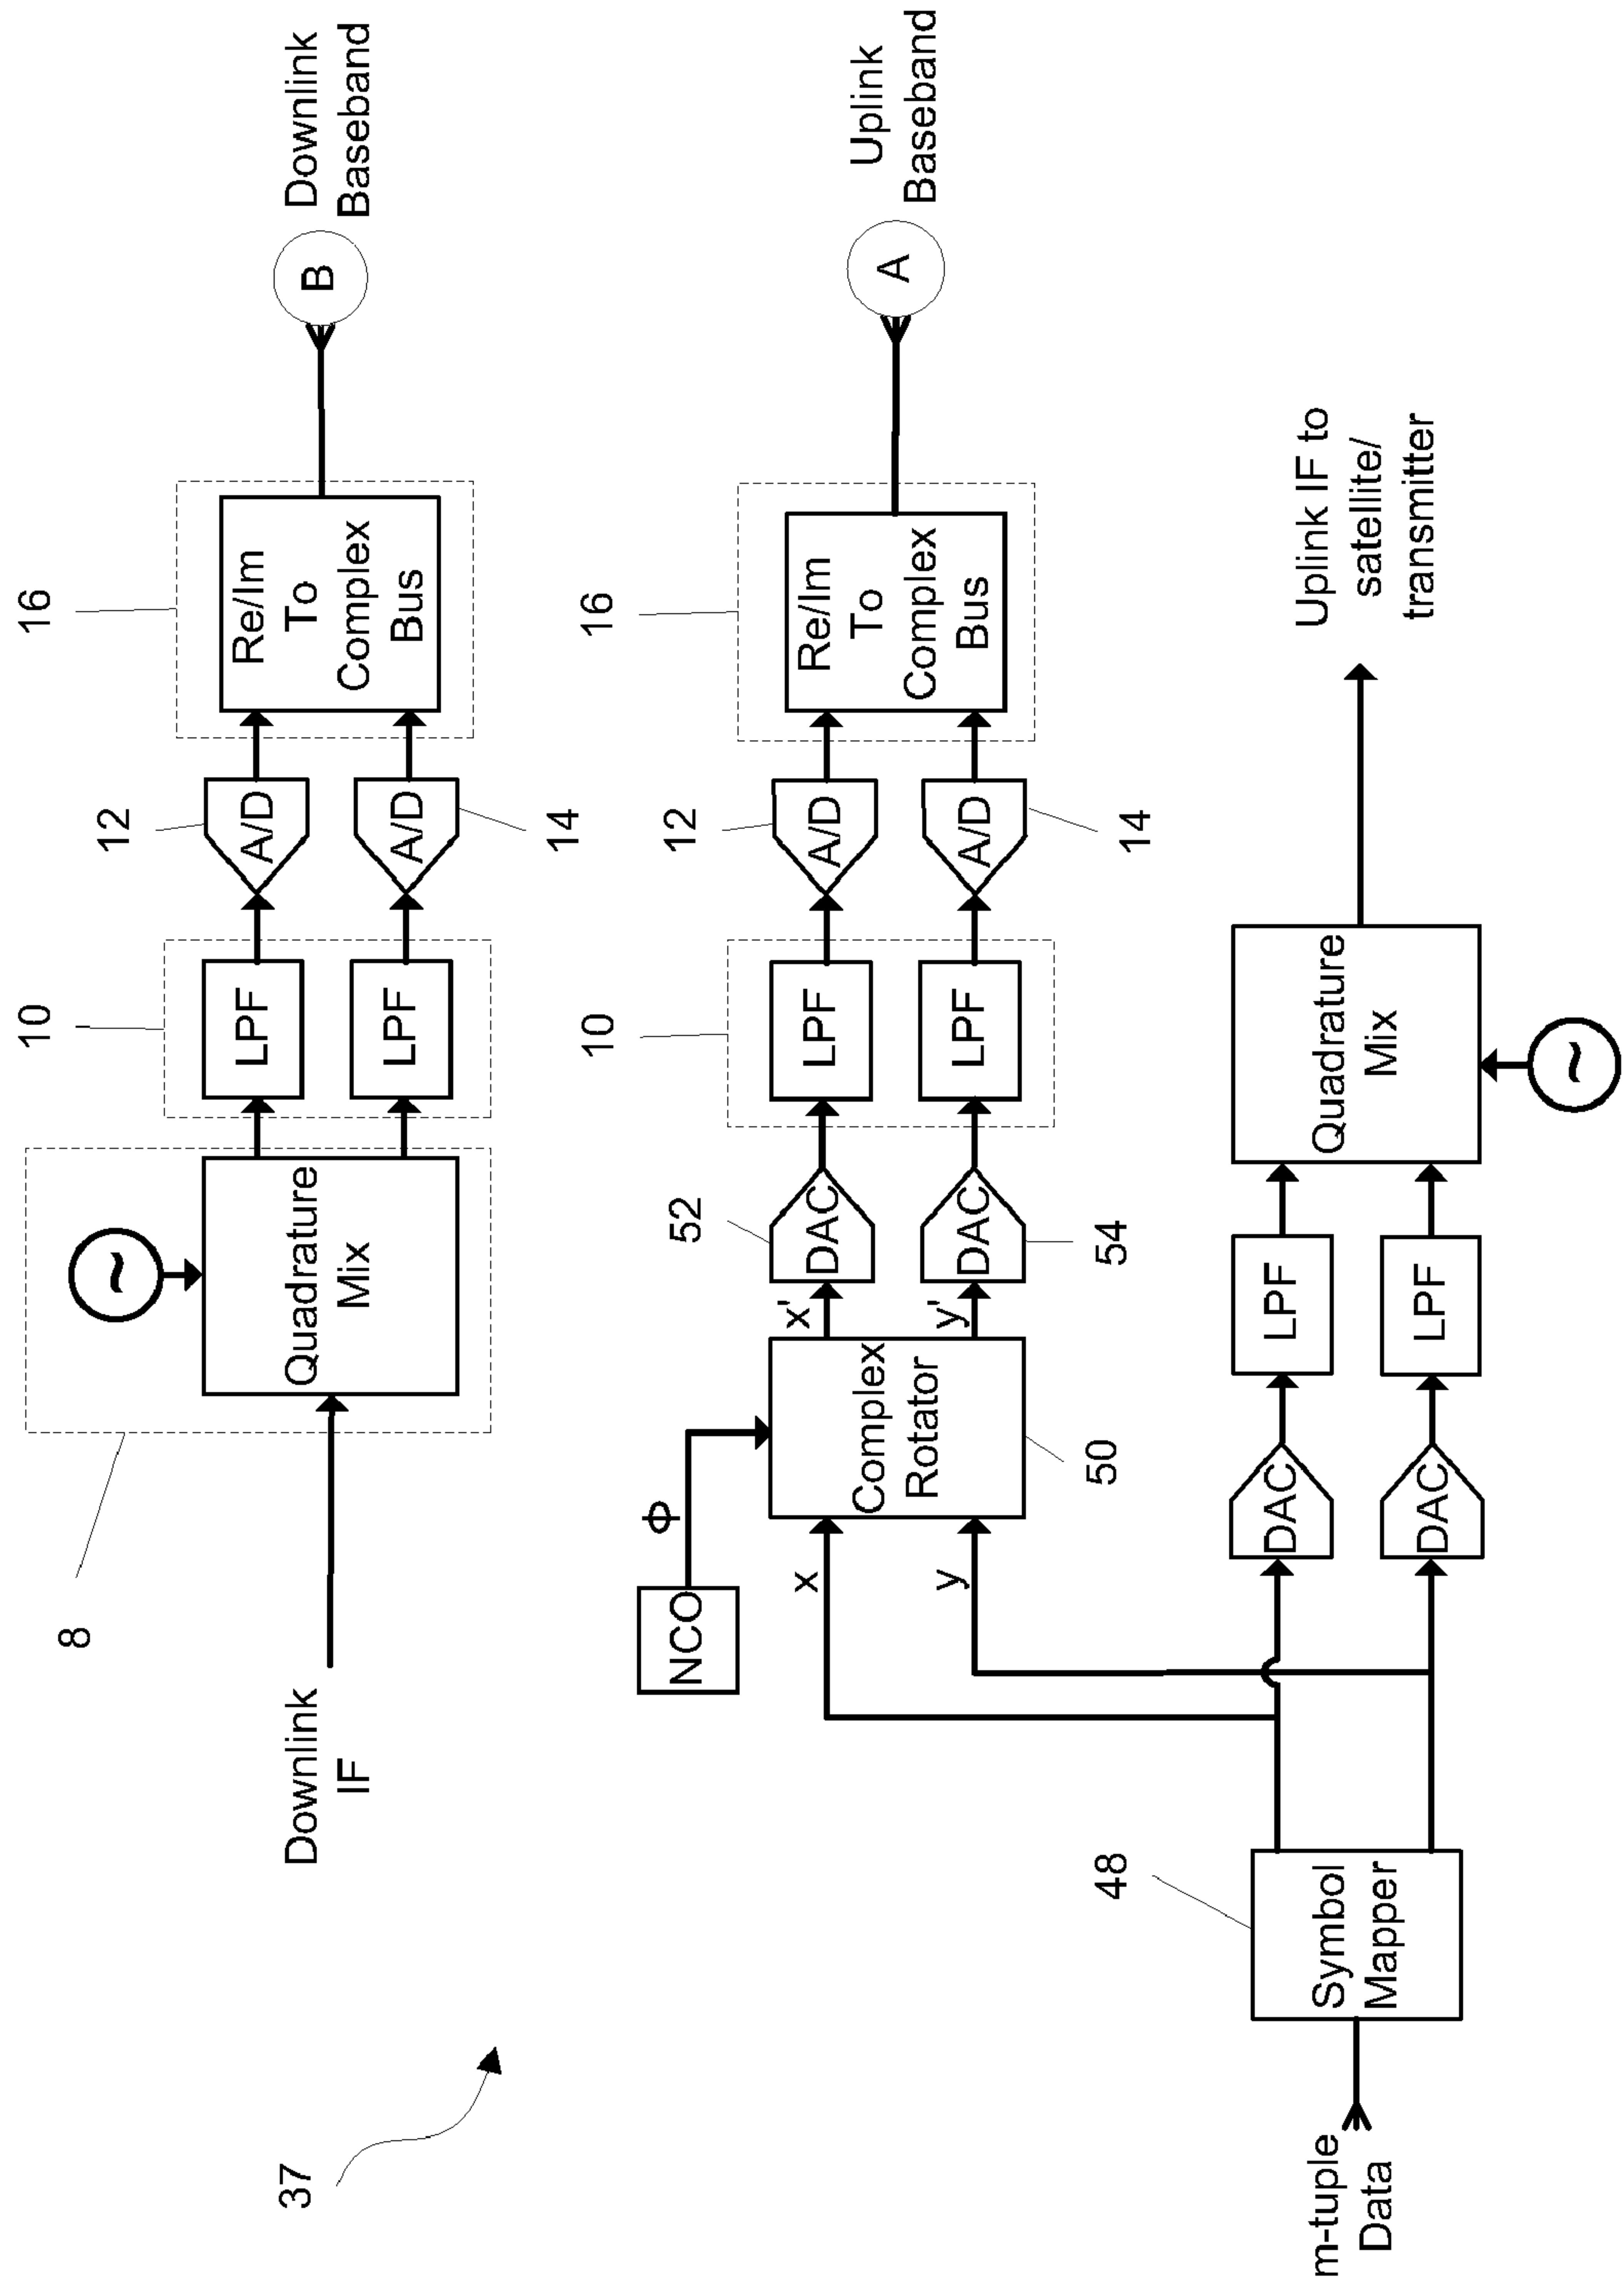 8
10
12
16
Downlink
IF
Quadrature
Mix
~
LPF
LPF
A/D
A/D
14
Re/Im
To
Complex
Bus
B
Downlink
Baseband
37
NCO
Φ
x
y
Complex
Rotator
50
x'
y'
52
DAC
DAC
54
10
LPF
LPF
12
A/D
A/D
14
16
Re/Im
To
Complex
Bus
A
Uplink
Baseband
m-tuple
Data
48
Symbol
Mapper
DAC
DAC
LPF
LPF
Quadrature
Mix
~
Uplink IF to
satellite/
transmitter